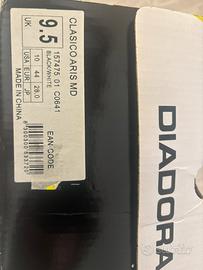 CLASICO ARIS MD
157475 01 C0641
BLACK/WHITE
UK
9.5
USA EUR JP
10 44 28.0
MADE IN CHINA
EAN CODE
DIADORA